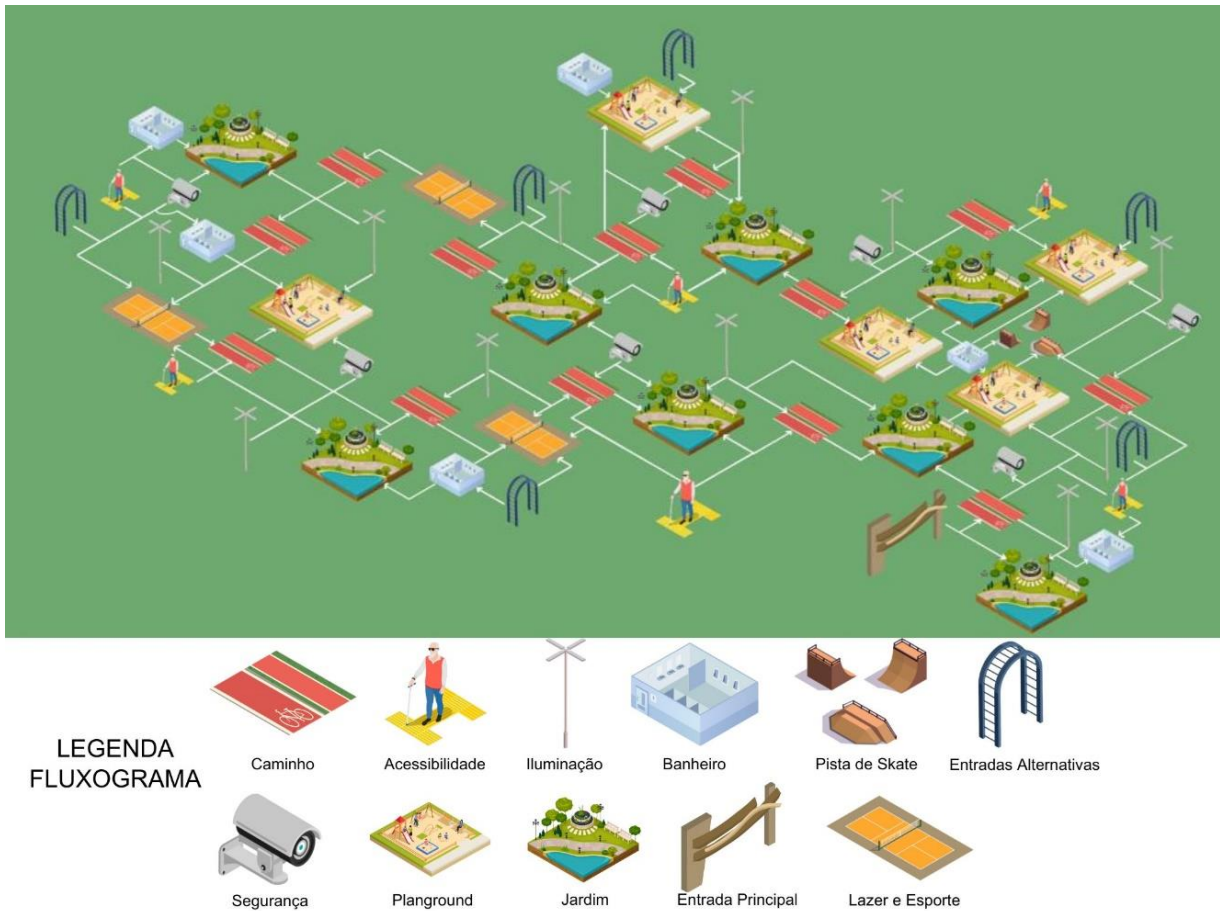 LEGENDA
FLUXOGRAMA
Caminho
Acessibilidade
Iluminação
Banheiro
Pista de Skate
Entradas Alternativas
Segurança
Planground
Jardim
Entrada Principal
Lazer e Esporte